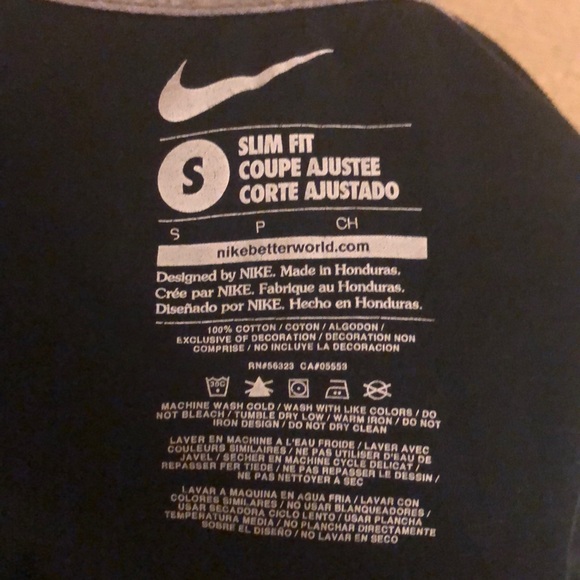 S
SLIM FIT
COUPE AJUSTEE
CORTE AJUSTADO
S P CH
nikebetterworld.com
Designed by NIKE. Made in Honduras.
Crée par NIKE. Fabrique au Honduras.
Diseñado por NIKE. Hecho en Honduras.
100% COTTON / COTON / ALGODON /
EXCLUSIVE OF DECORATION / DECORATION NON
COMPRISE / NO INCLUYE LA DECORACION
RN#56323 CA#05553
30C
MACHINE WASH COLD / WASH WITH LIKE COLORS / DO
NOT BLEACH / TUMBLE DRY LOW / WARM IRON / DO NOT
IRON DESIGN / DO NOT DRY CLEAN
LAVER EN MACHINE A L'EAU FROIDE / LAVER AVEC
COULEURS SIMILAIRES / NE PAS UTILISER D'EAU DE
JAVEL / SECHER EN MACHINE CYCLE DELICAT /
REPASSER FER TIEDE / NE PAS REPASSER LE DESSIN /
NE PAS NETTOYER A SEC
LAVAR A MAQUINA EN AGUA FRIA / LAVAR CON
COLORES SIMILARES / NO USAR BLANQUEADORES /
USAR SECADORA CICLO LENTO / USAR PLANCHA
TEMPERATURA MEDIA / NO PLANCHAR DIRECTAMENTE
SOBRE EL DISEÑO / NO LAVAR EN SECO